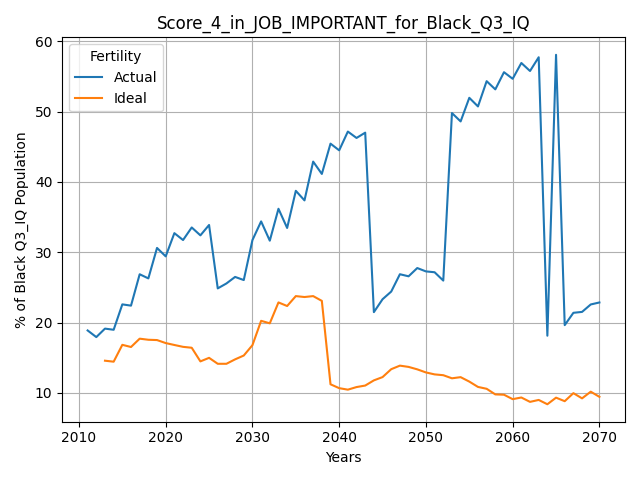 Score_4_in_JOB_IMPORTANT_for_Black_Q3_IQ
Fertility
Actual
Ideal
% of Black Q3_IQ Population
60
50
40
30
20
10
2010 2020 2030 2040 2050 2060 2070
Years